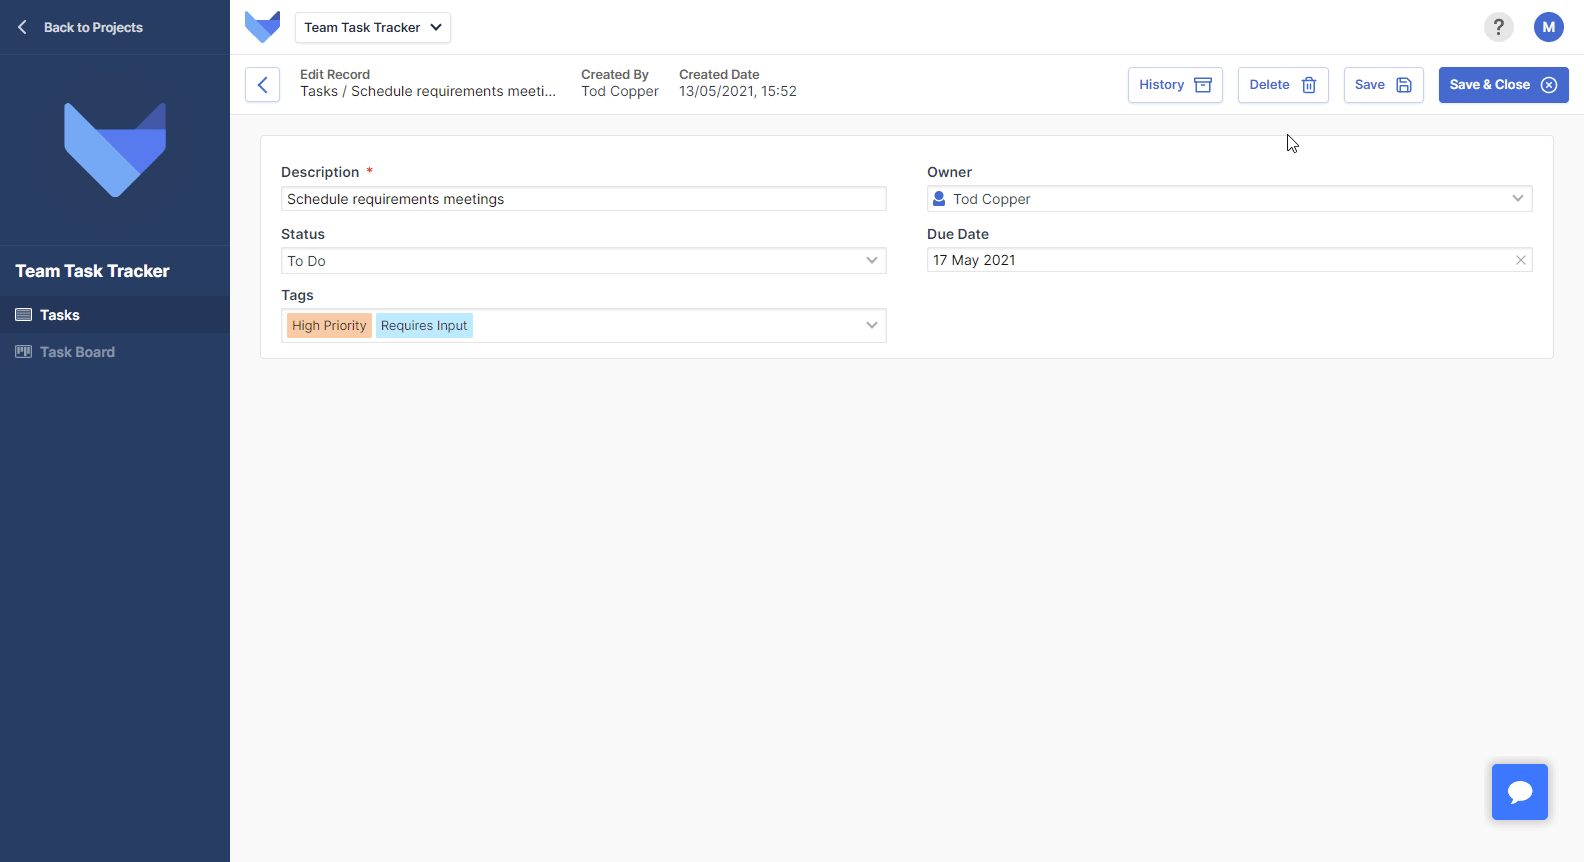 Back to Projects
Team Task Tracker
Tasks
Task Board
Team Task Tracker
?
M
Edit Record
Tasks / Schedule requirements meeti...
Created By
Tod Copper
Created Date
13/05/2021, 15:52
History
Delete
Save
Save & Close
Description *
Schedule requirements meetings
Owner
Tod Copper
Status
To Do
Due Date
17 May 2021
Tags
High Priority Requires Input